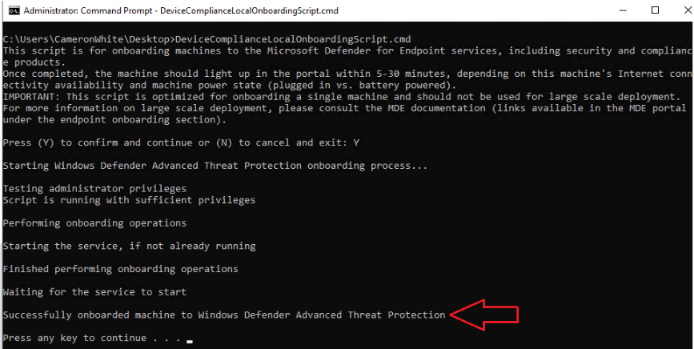 Administrator: Command Prompt - DeviceComplianceLocalOnboardingScript.cmd
C:\Users\CameronWhite\Desktop>DeviceComplianceLocalOnboardingScript.cmd
This script is for onboarding machines to the Microsoft Defender for Endpoint services, including security and complianc
e products.
Once completed, the machine should light up in the portal within 5-30 minutes, depending on this machine's Internet conn
ectivity availability and machine power state (plugged in vs. battery powered).
IMPORTANT: This script is optimized for onboarding a single machine and should not be used for large scale deployment.
For more information on large scale deployment, please consult the MDE documentation (links available in the MDE portal
under the endpoint onboarding section).
Press (Y) to confirm and continue or (N) to cancel and exit: Y
Starting Windows Defender Advanced Threat Protection onboarding process...
Testing administrator privileges
Script is running with sufficient privileges
Performing onboarding operations
Starting the service, if not already running
Finished performing onboarding operations
Waiting for the service to start
Successfully onboarded machine to Windows Defender Advanced Threat Protection
Press any key to continue . . .